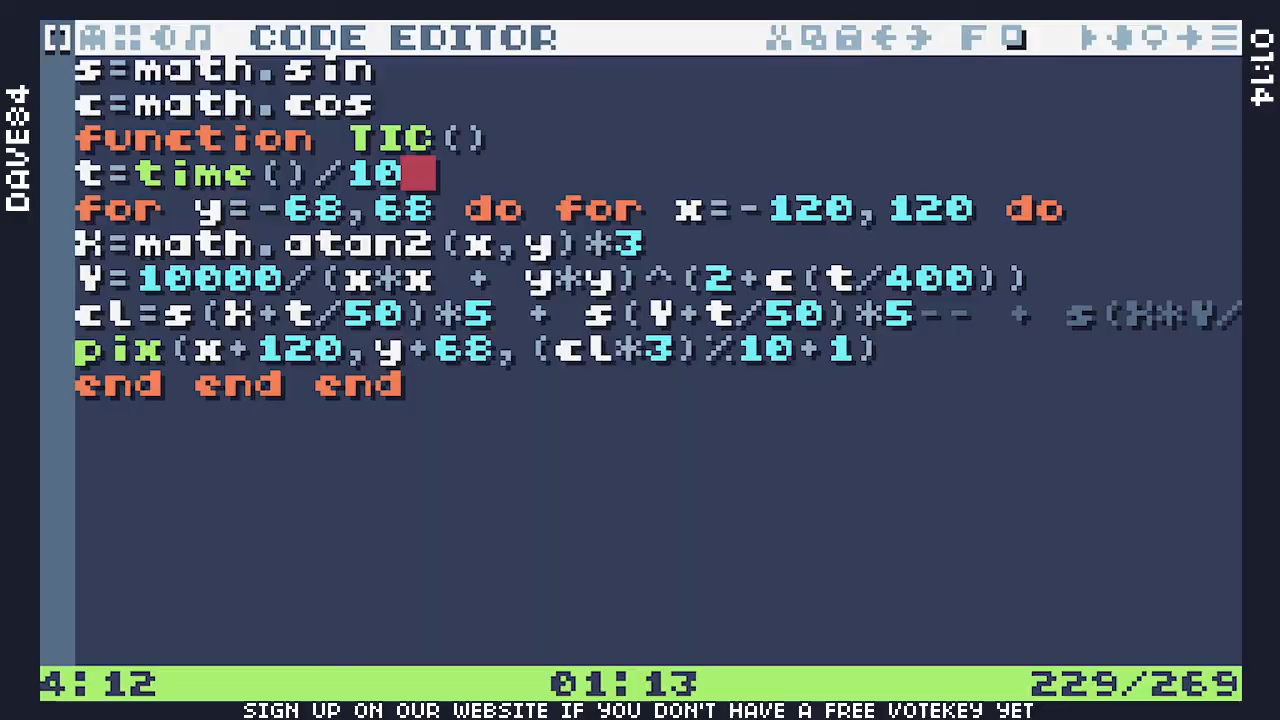 CODE EDITOR
F
s=math.sin
c=math.cos
function TIC()
t=time()/10
for y=-68,68 do for x=-120,120 do
X=math.atan2(x,y)*3
Y=10000/(x*x + y*y)^(2+c(t/400))
cl=s(X+t/50)*5 + s(Y+t/50)*5-- + s(X*Y/
pix(x+120,y+68,(cl*3)%10+1)
end end end
4:12 01:13 229/269
SIGN UP ON OUR WEBSITE IF YOU DON'T HAVE A FREE VOTEKEY YET
DAVE84